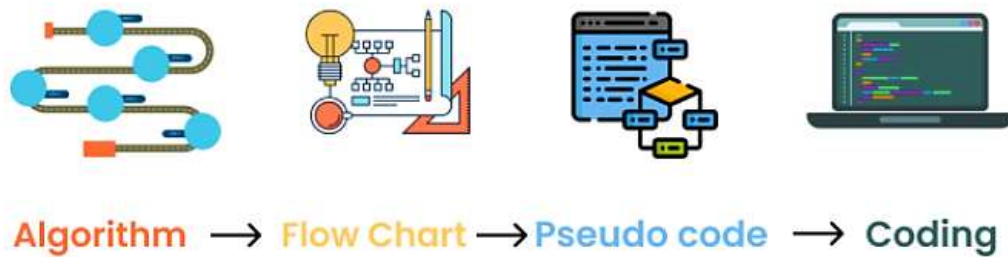 Algorithm → Flow Chart → Pseudo code → Coding